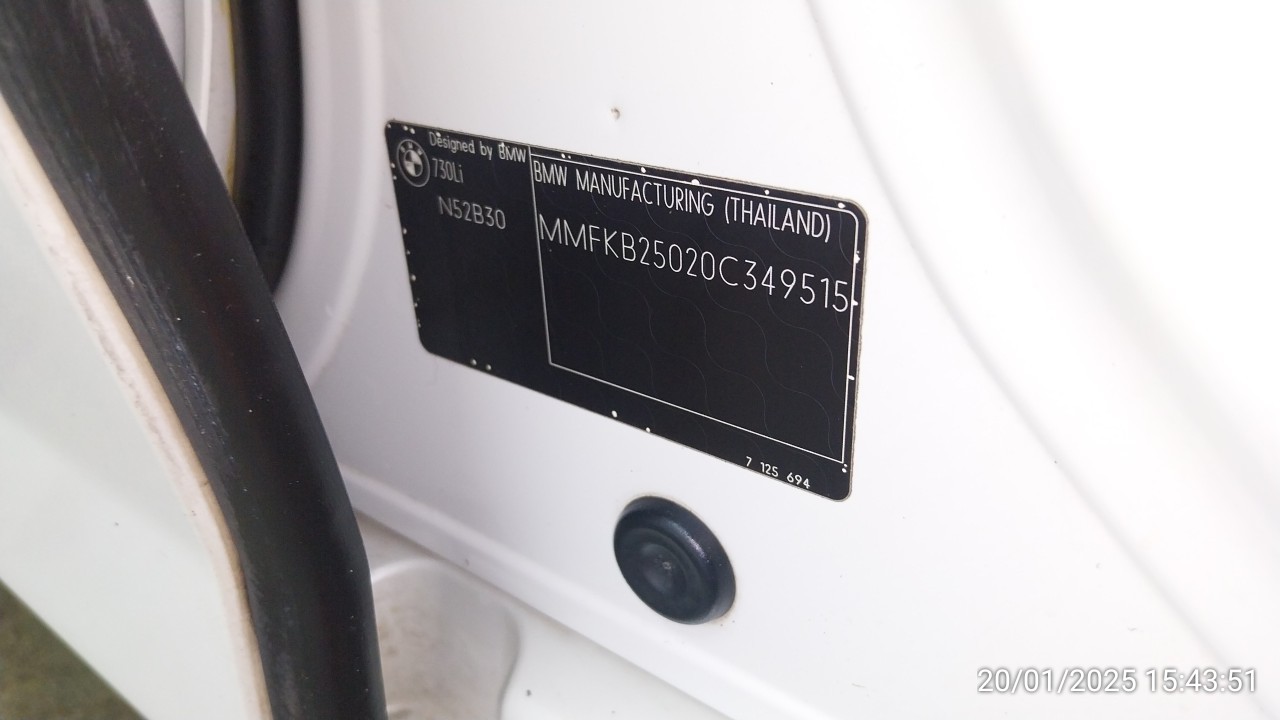 Designed by BMW
730Li
N52B30
BMW MANUFACTURING (THAILAND)
MMFKB25020C349515
7 125 694
20/01/2025 15:43:51